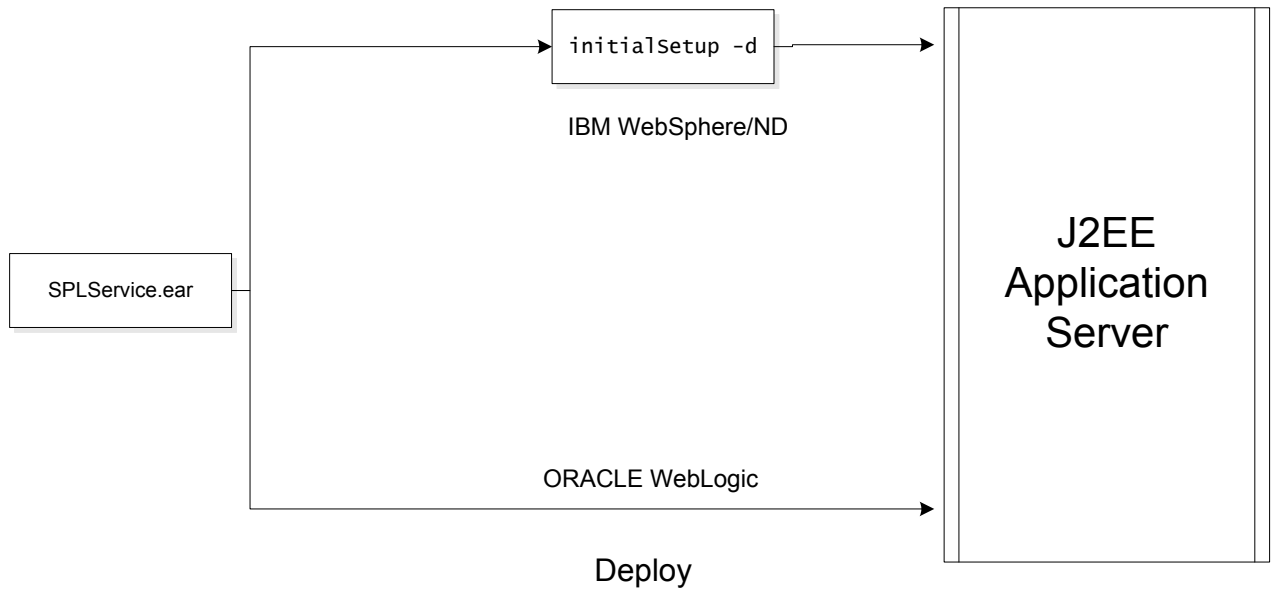 initialSetup -d
IBM WebSphere/ND
J2EE
Application
Server
SPLService.ear
ORACLE WebLogic
Deploy